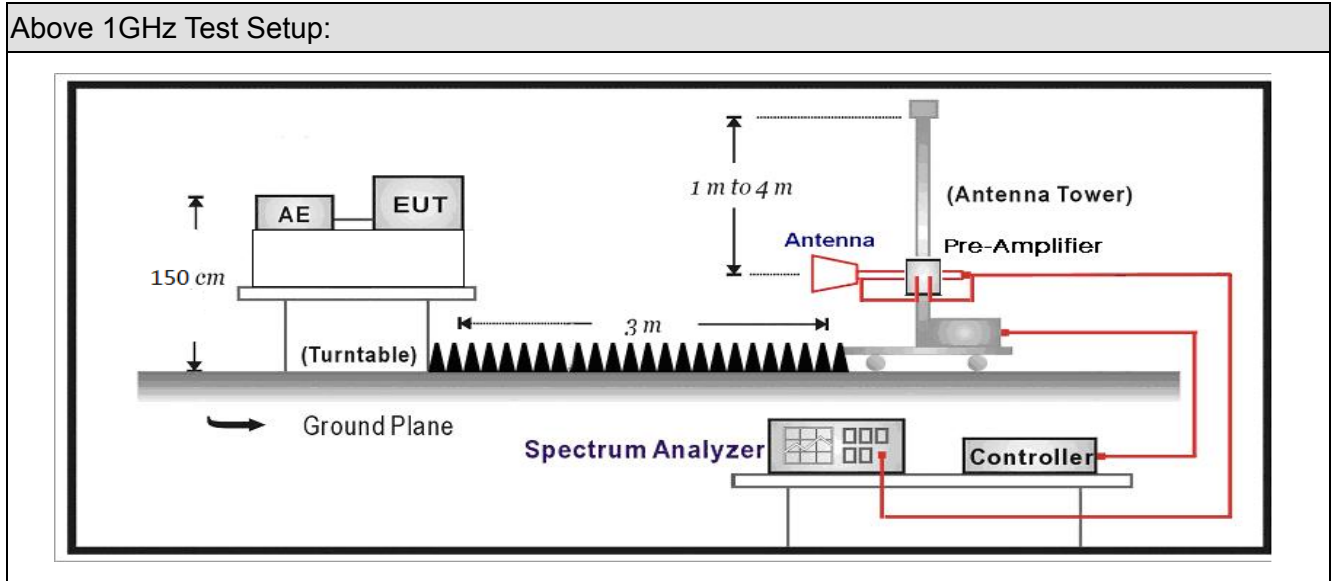 Above 1GHz Test Setup:
1 m to 4 m
(Antenna Tower)
AE
EUT
Antenna
Pre-Amplifier
150 cm
3 m
(Turntable)
Ground Plane
Spectrum Analyzer
Controller